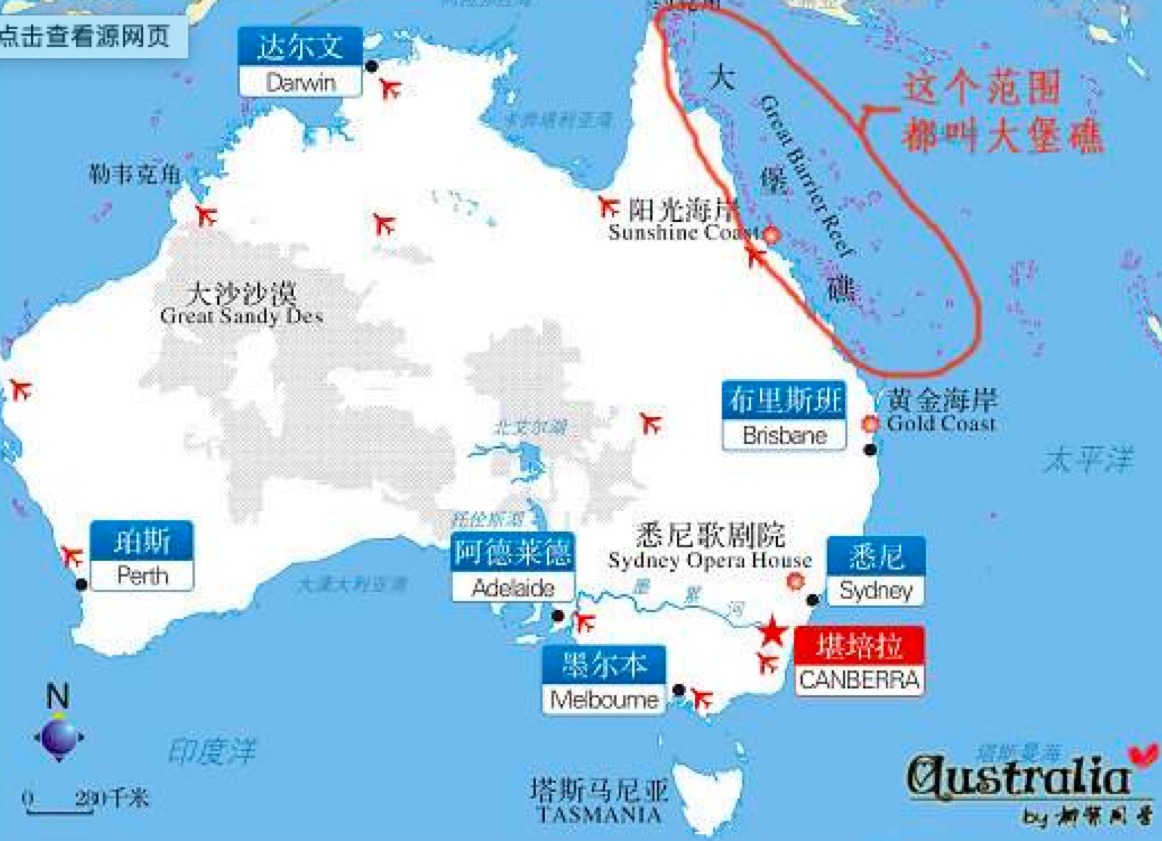 点击查看源网页
达尔文
Darwin
大
堡
礁
Great Barrier Reef
这个范围
都叫大堡礁
卡奔塔利亚湾
勒韦克角
阳光海岸
Sunshine Coast
大沙沙漠
Great Sandy Des
布里斯班
Brisbane
黄金海岸
Gold Coast
北艾尔湖
太平洋
托伦斯湖
珀斯
Perth
阿德莱德
Adelaide
悉尼歌剧院
Sydney Opera House
悉尼
Sydney
大澳大利亚湾
墨累河
堪培拉
CANBERRA
墨尔本
Melbourne
N
印度洋
塔斯曼海
0
千米
塔斯马尼亚
TASMANIA
Australia
by